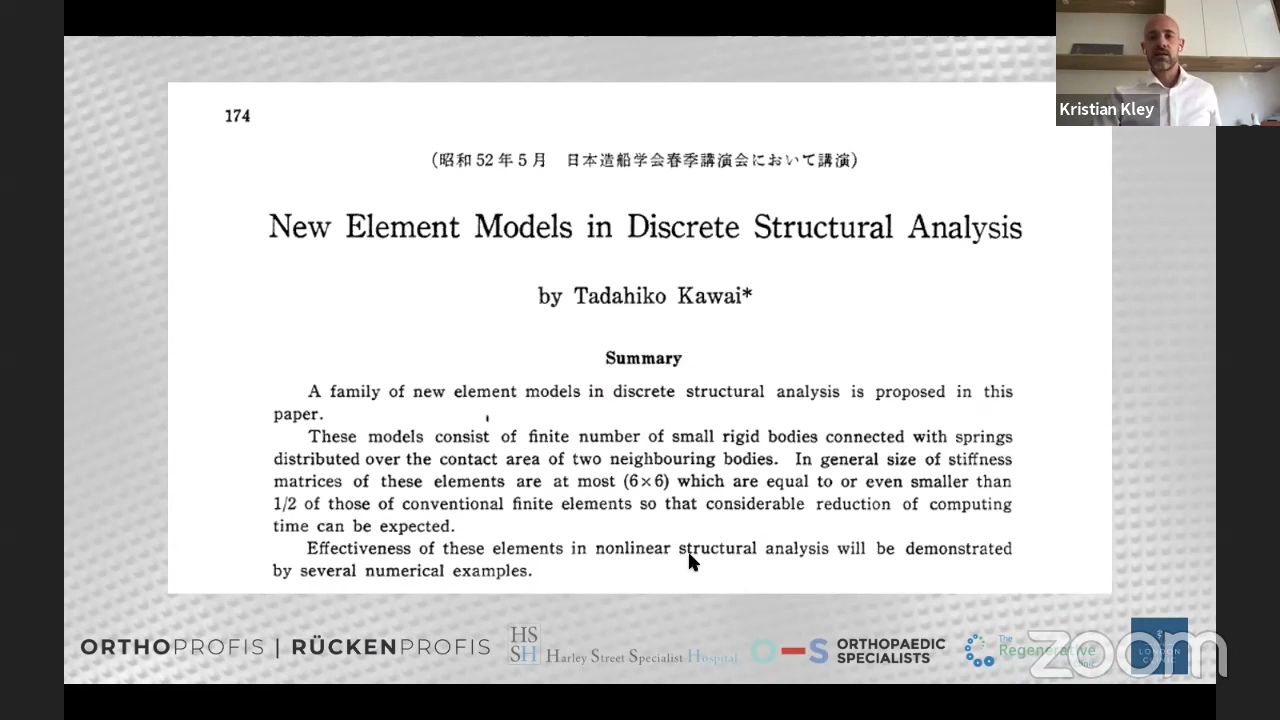 174
(昭和52年5月 日本造船学会春季講演会において講演)
New Element Models in Discrete Structural Analysis
by Tadahiko Kawai*
Summary
A family of new element models in discrete structural analysis is proposed in this
paper.
These models consist of finite number of small rigid bodies connected with springs
distributed over the contact area of two neighbouring bodies. In general size of stiffness
matrices of these elements are at most (6×6) which are equal to or even smaller than
1/2 of those of conventional finite elements so that considerable reduction of computing
time can be expected.
Effectiveness of these elements in nonlinear structural analysis will be demonstrated
by several numerical examples.
Kristian Kley
ORTHOPROFIS | RÜCKENPROFIS
HS
SH
Harley Street Specialist Hospital
O-S
ORTHOPAEDIC
SPECIALISTS
The
Regenerative
Clinic
LONDON
CLINIC
zoom